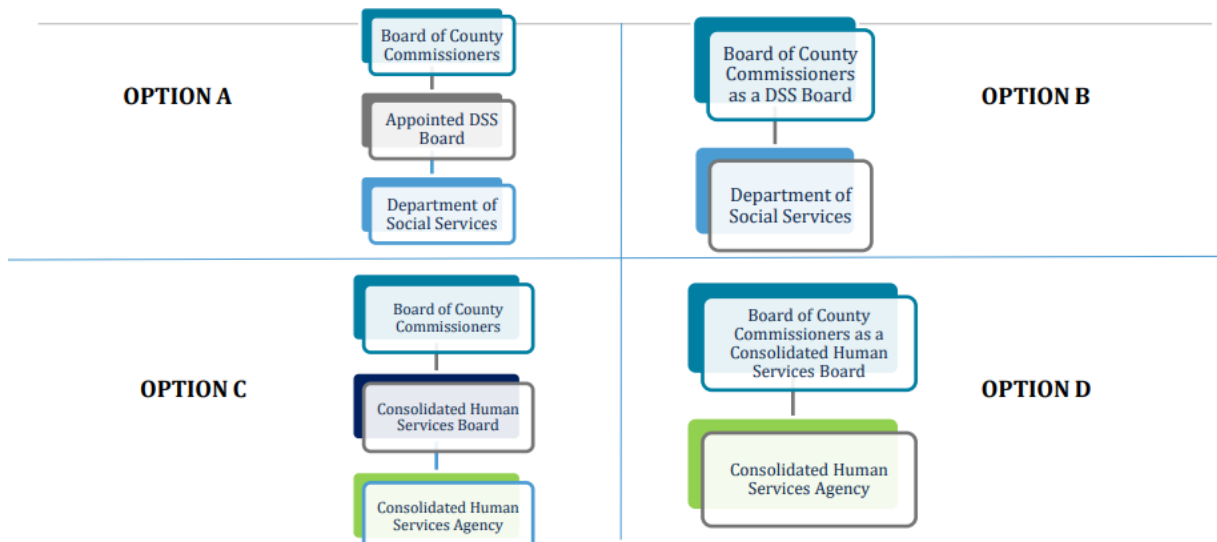 OPTION A
Board of County
Commissioners
Appointed DSS
Board
Department of
Social Services
Board of County
Commissioners
as a DSS Board
Department of
Social Services
OPTION B
OPTION C
Board of County
Commissioners
Consolidated Human
Services Board
Consolidated Human
Services Agency
Board of County
Commissioners as a
Consolidated Human
Services Board
Consolidated Human
Services Agency
OPTION D